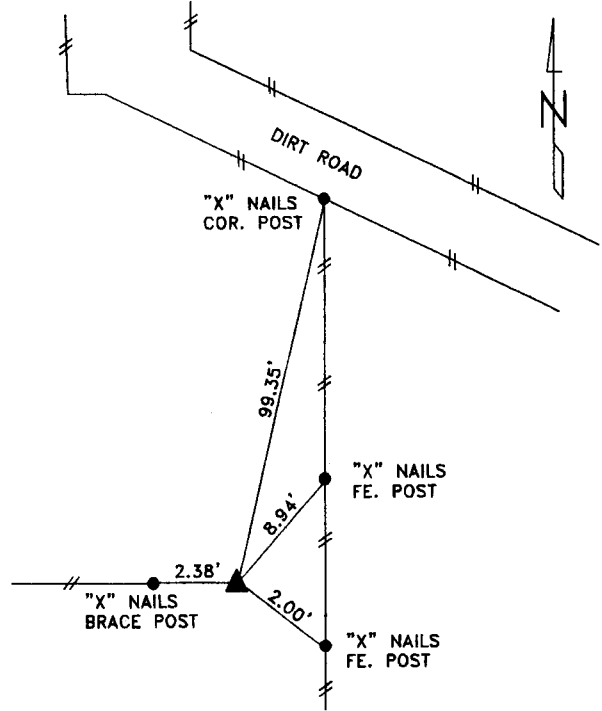 N
DIRT ROAD
"X" NAILS
COR. POST
99.35'
"X" NAILS
FE. POST
8.94'
2.38'
"X" NAILS
BRACE POST
2.00'
"X" NAILS
FE. POST